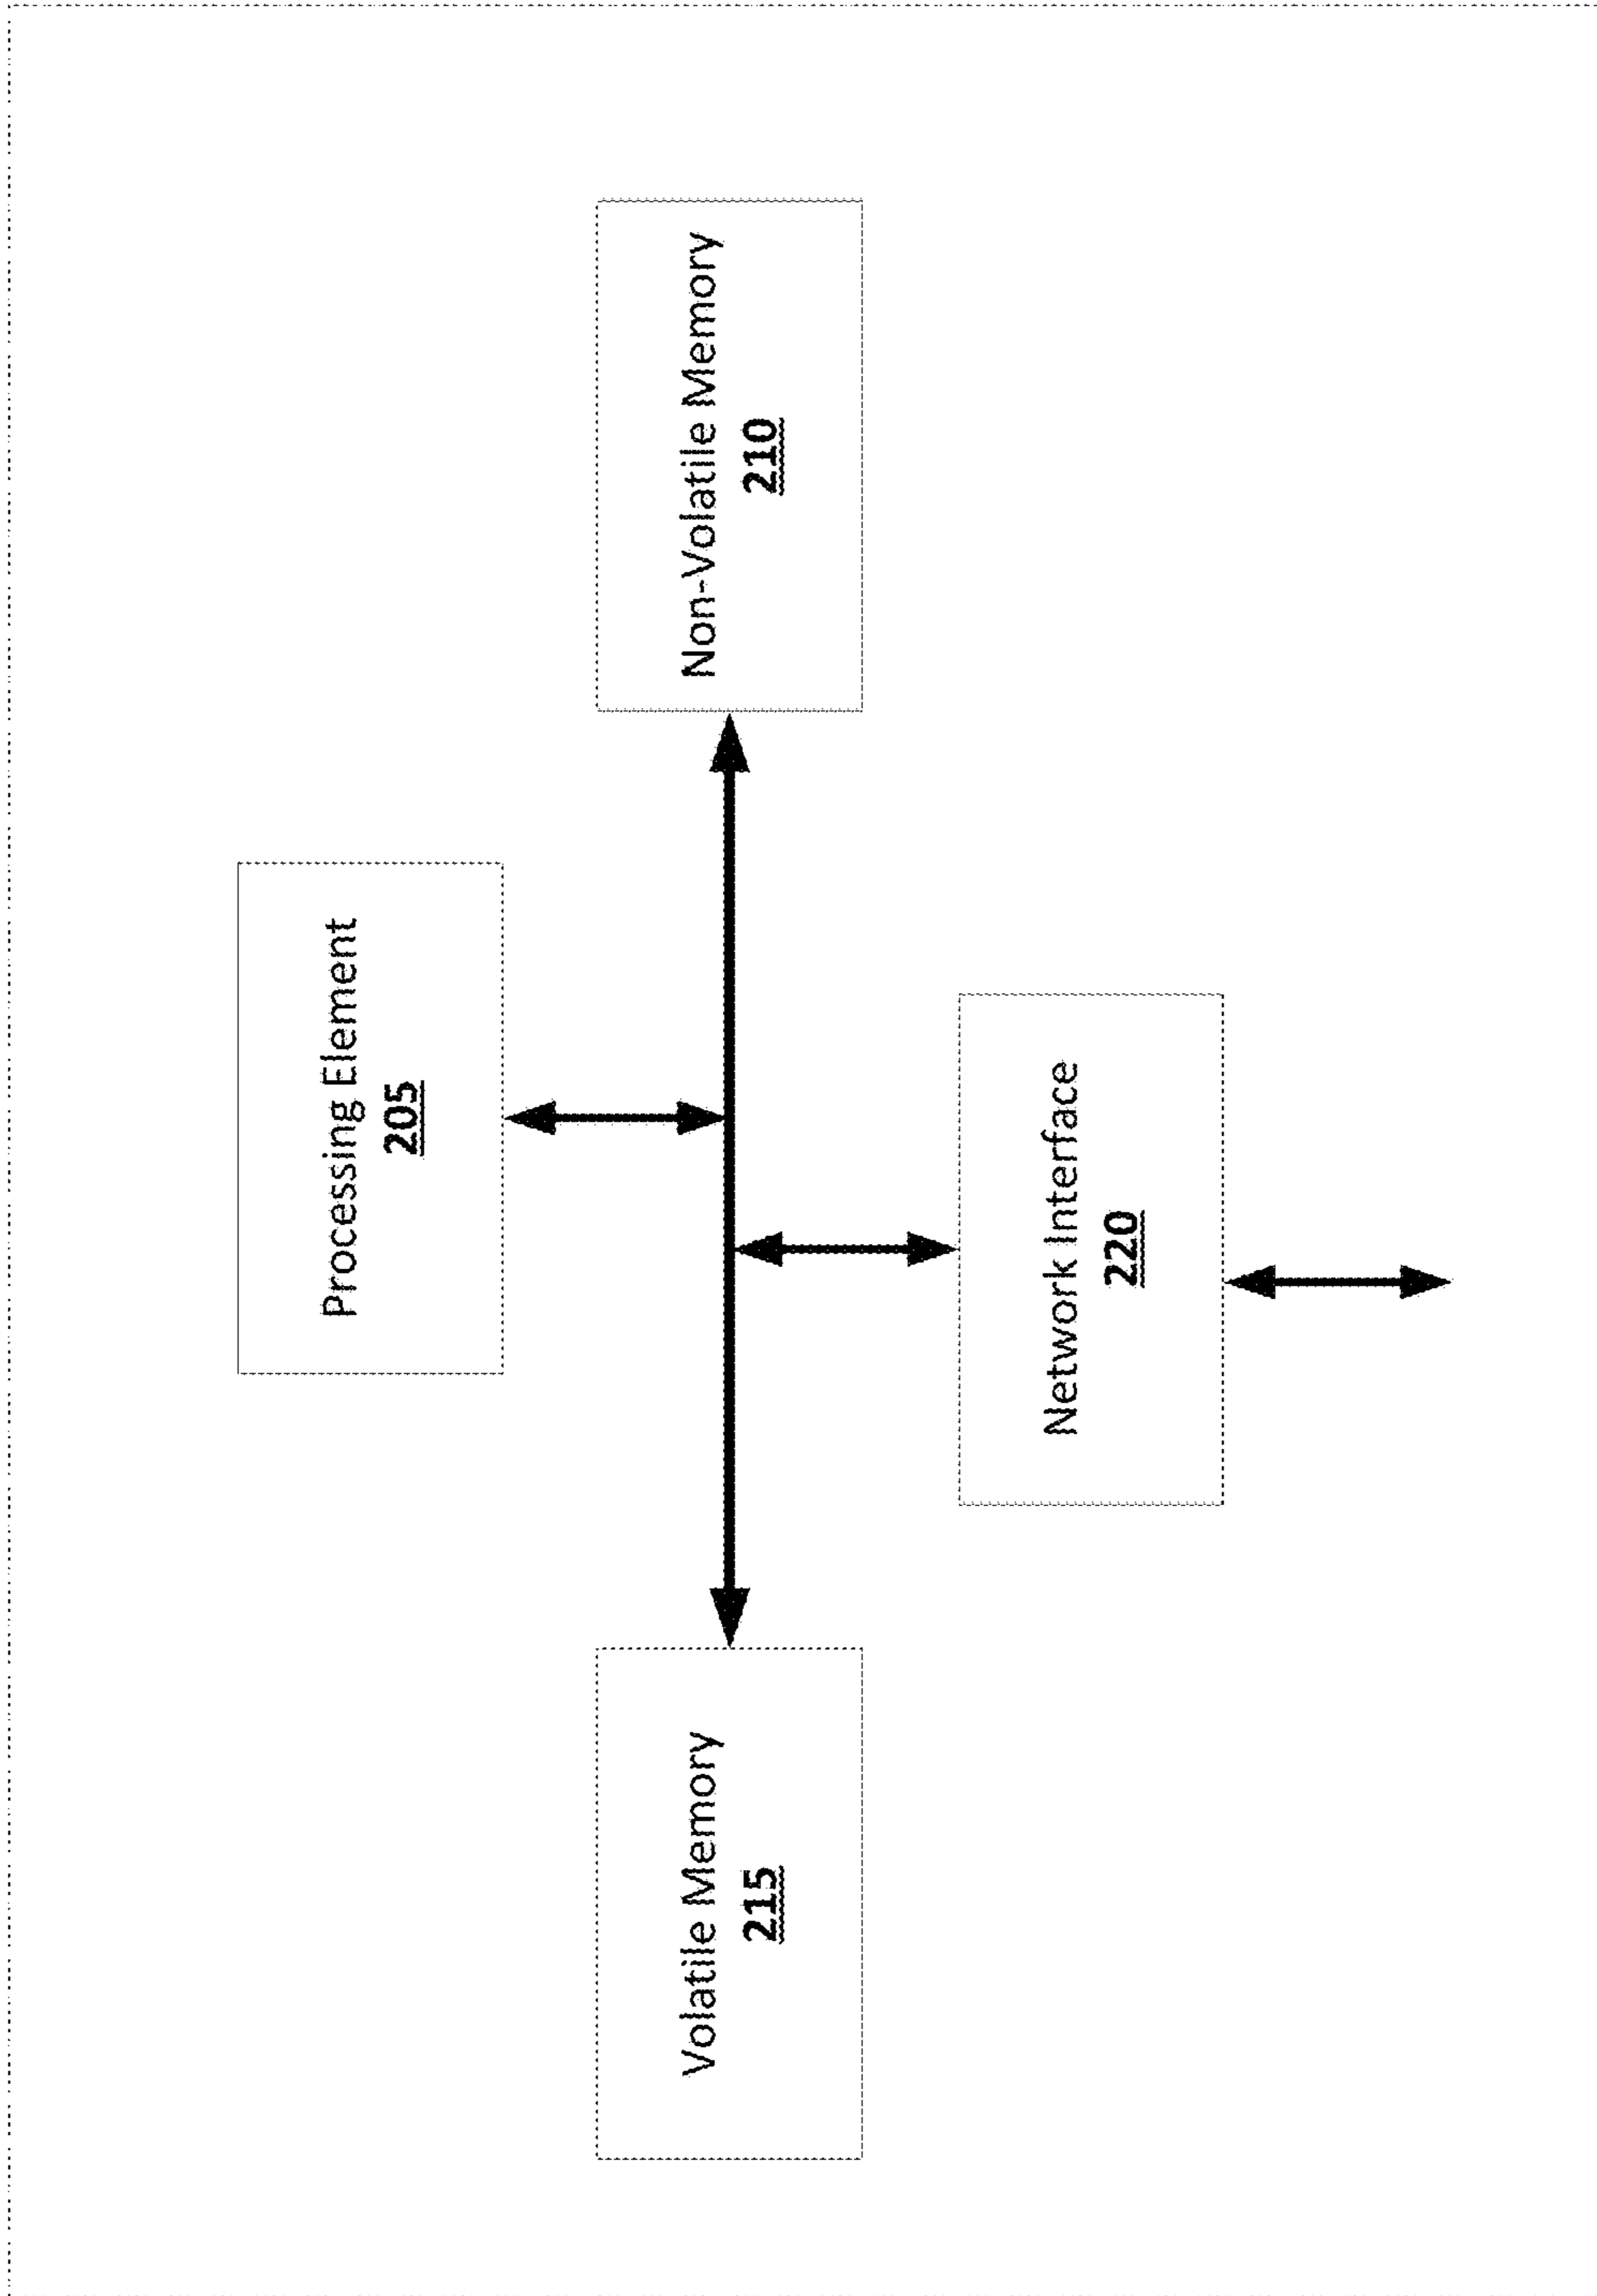 Processing Element
205
Volatile Memory
215
Non-Volatile Memory
210
Network Interface
220